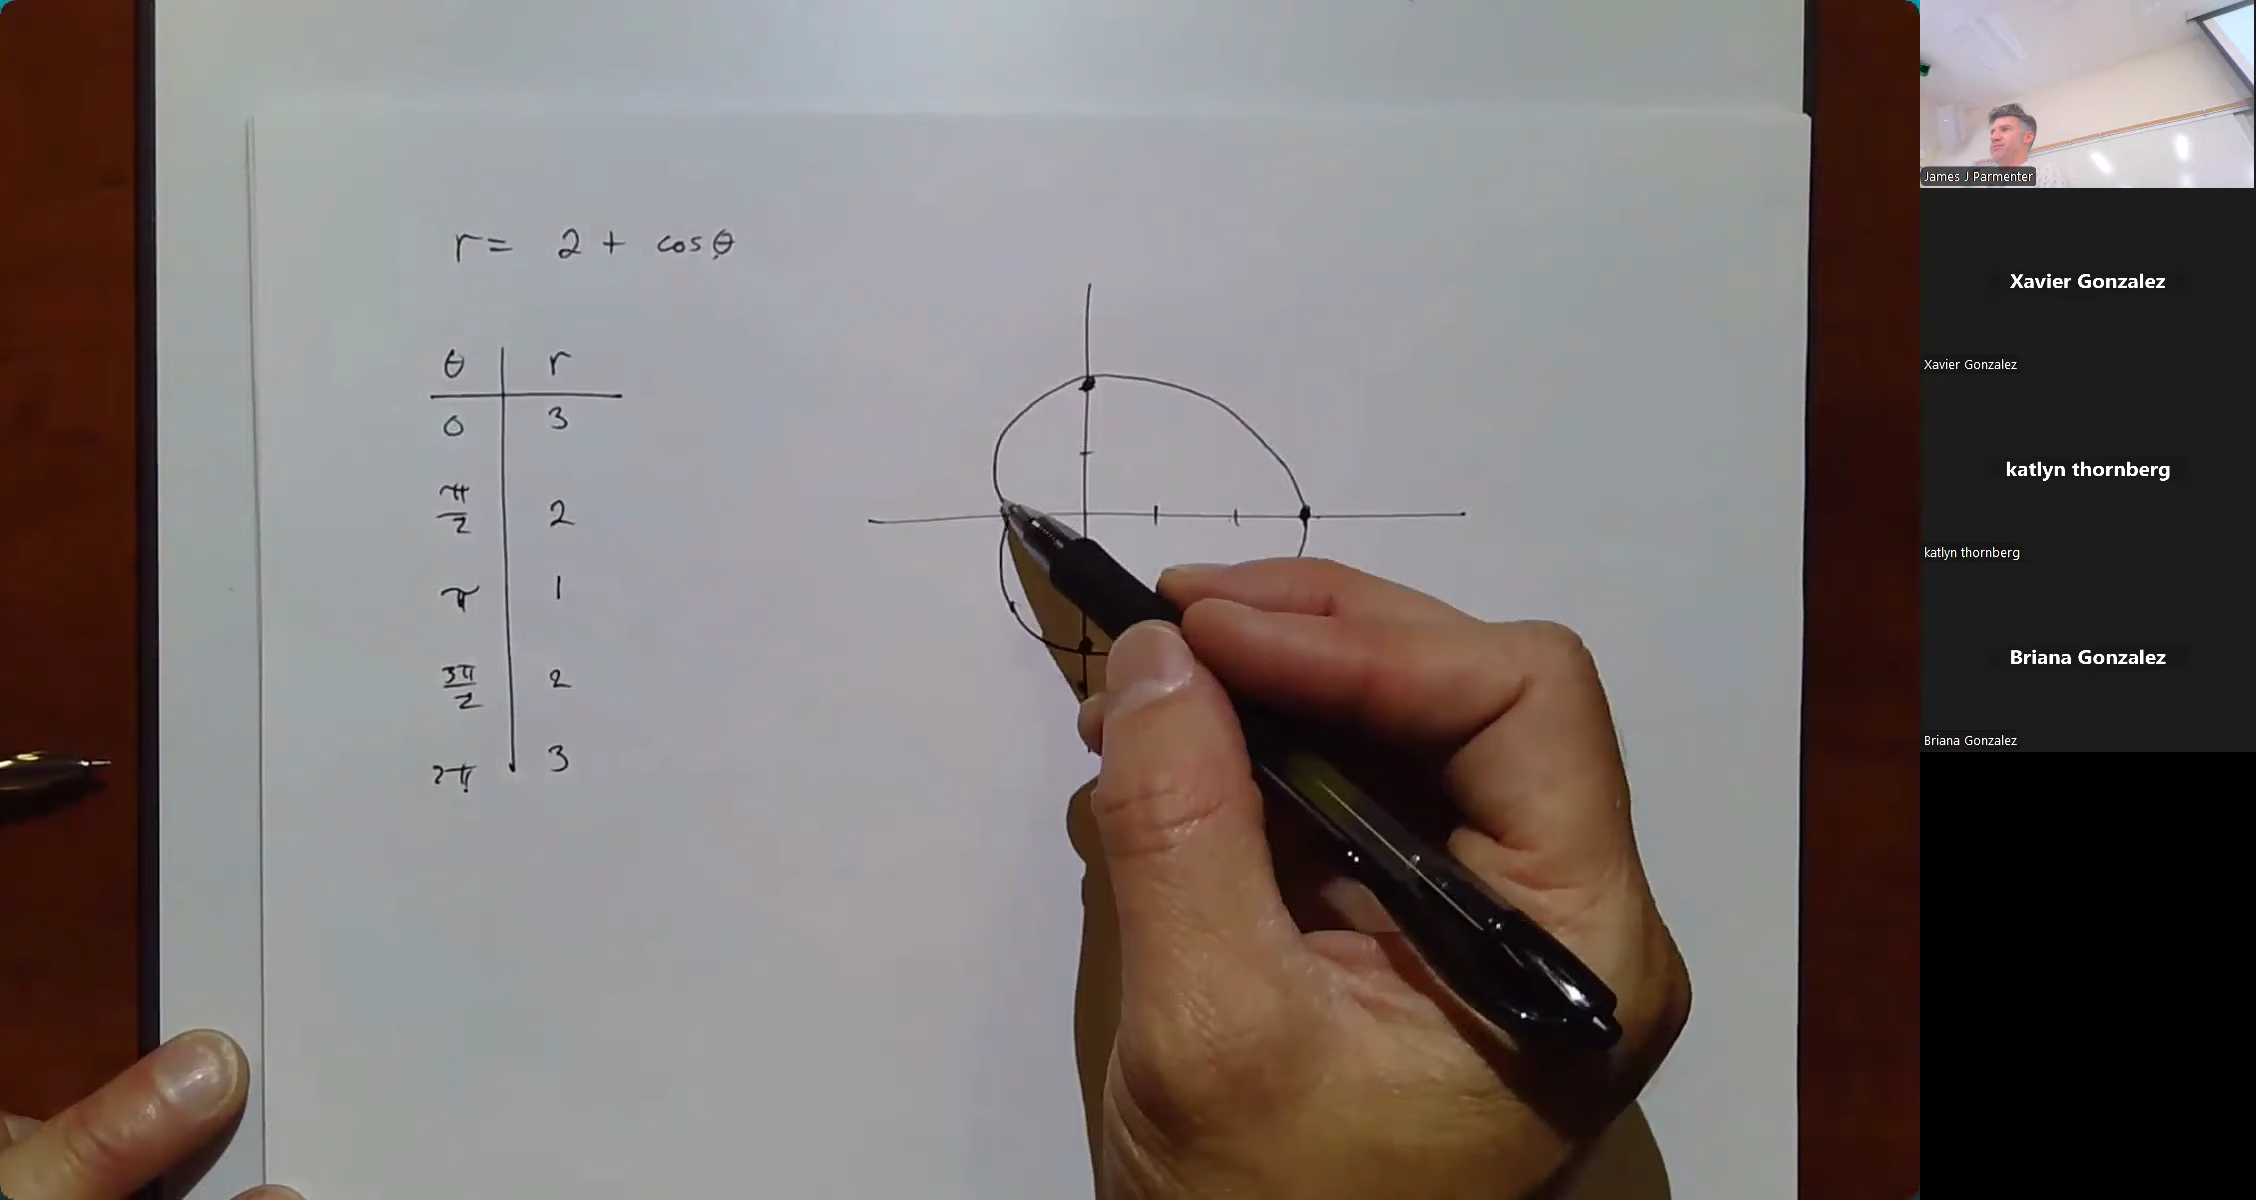 r = 2 + cos θ
θ r
0 3
π/2 2
π 1
3π/2 2
2π 3
James J Parmenter
Xavier Gonzalez
Xavier Gonzalez
katlyn thornberg
katlyn thornberg
Briana Gonzalez
Briana Gonzalez